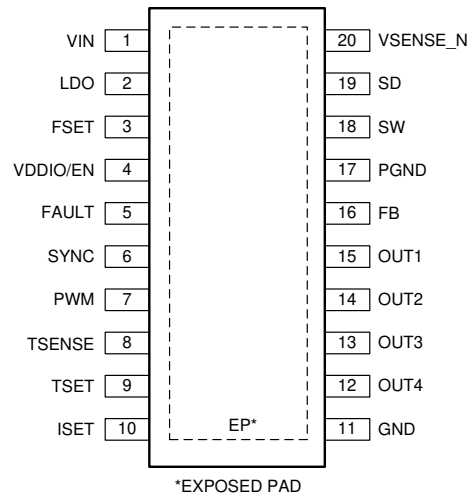 VIN 1 20 VSENSE_N
LDO 2 19 SD
FSET 3 18 SW
VDDIO/EN 4 17 PGND
FAULT 5 16 FB
SYNC 6 15 OUT1
PWM 7 14 OUT2
TSENSE 8 13 OUT3
TSET 9 12 OUT4
ISET 10 EP* 11 GND
*EXPOSED PAD